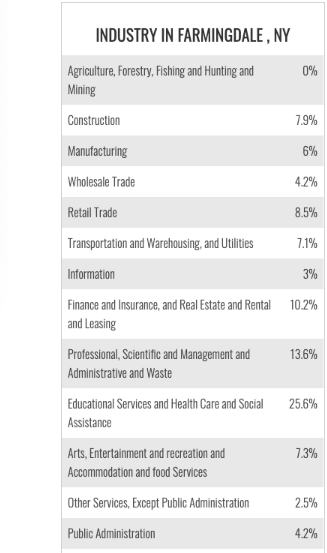 INDUSTRY IN FARMINGDALE , NY
Agriculture, Forestry, Fishing and Hunting and 0%
Mining
Construction 7.9%
Manufacturing 6%
Wholesale Trade 4.2%
Retail Trade 8.5%
Transportation and Warehousing, and Utilities 7.1%
Information 3%
Finance and Insurance, and Real Estate and Rental 10.2%
and Leasing
Professional, Scientific and Management and 13.6%
Administrative and Waste
Educational Services and Health Care and Social 25.6%
Assistance
Arts, Entertainment and recreation and 7.3%
Accommodation and food Services
Other Services, Except Public Administration 2.5%
Public Administration 4.2%